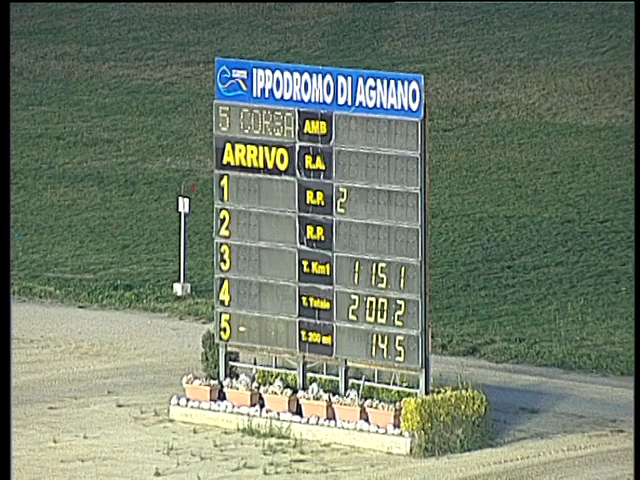 IPPODROMO DI AGNANO
5 CORSA AMB
ARRIVO R.A.
1 R.P. 2
2 R.P.
3 T. Km1 1 15 1
4 T. Totale 2 00 2
5 - T. 200 mt 14 5
1